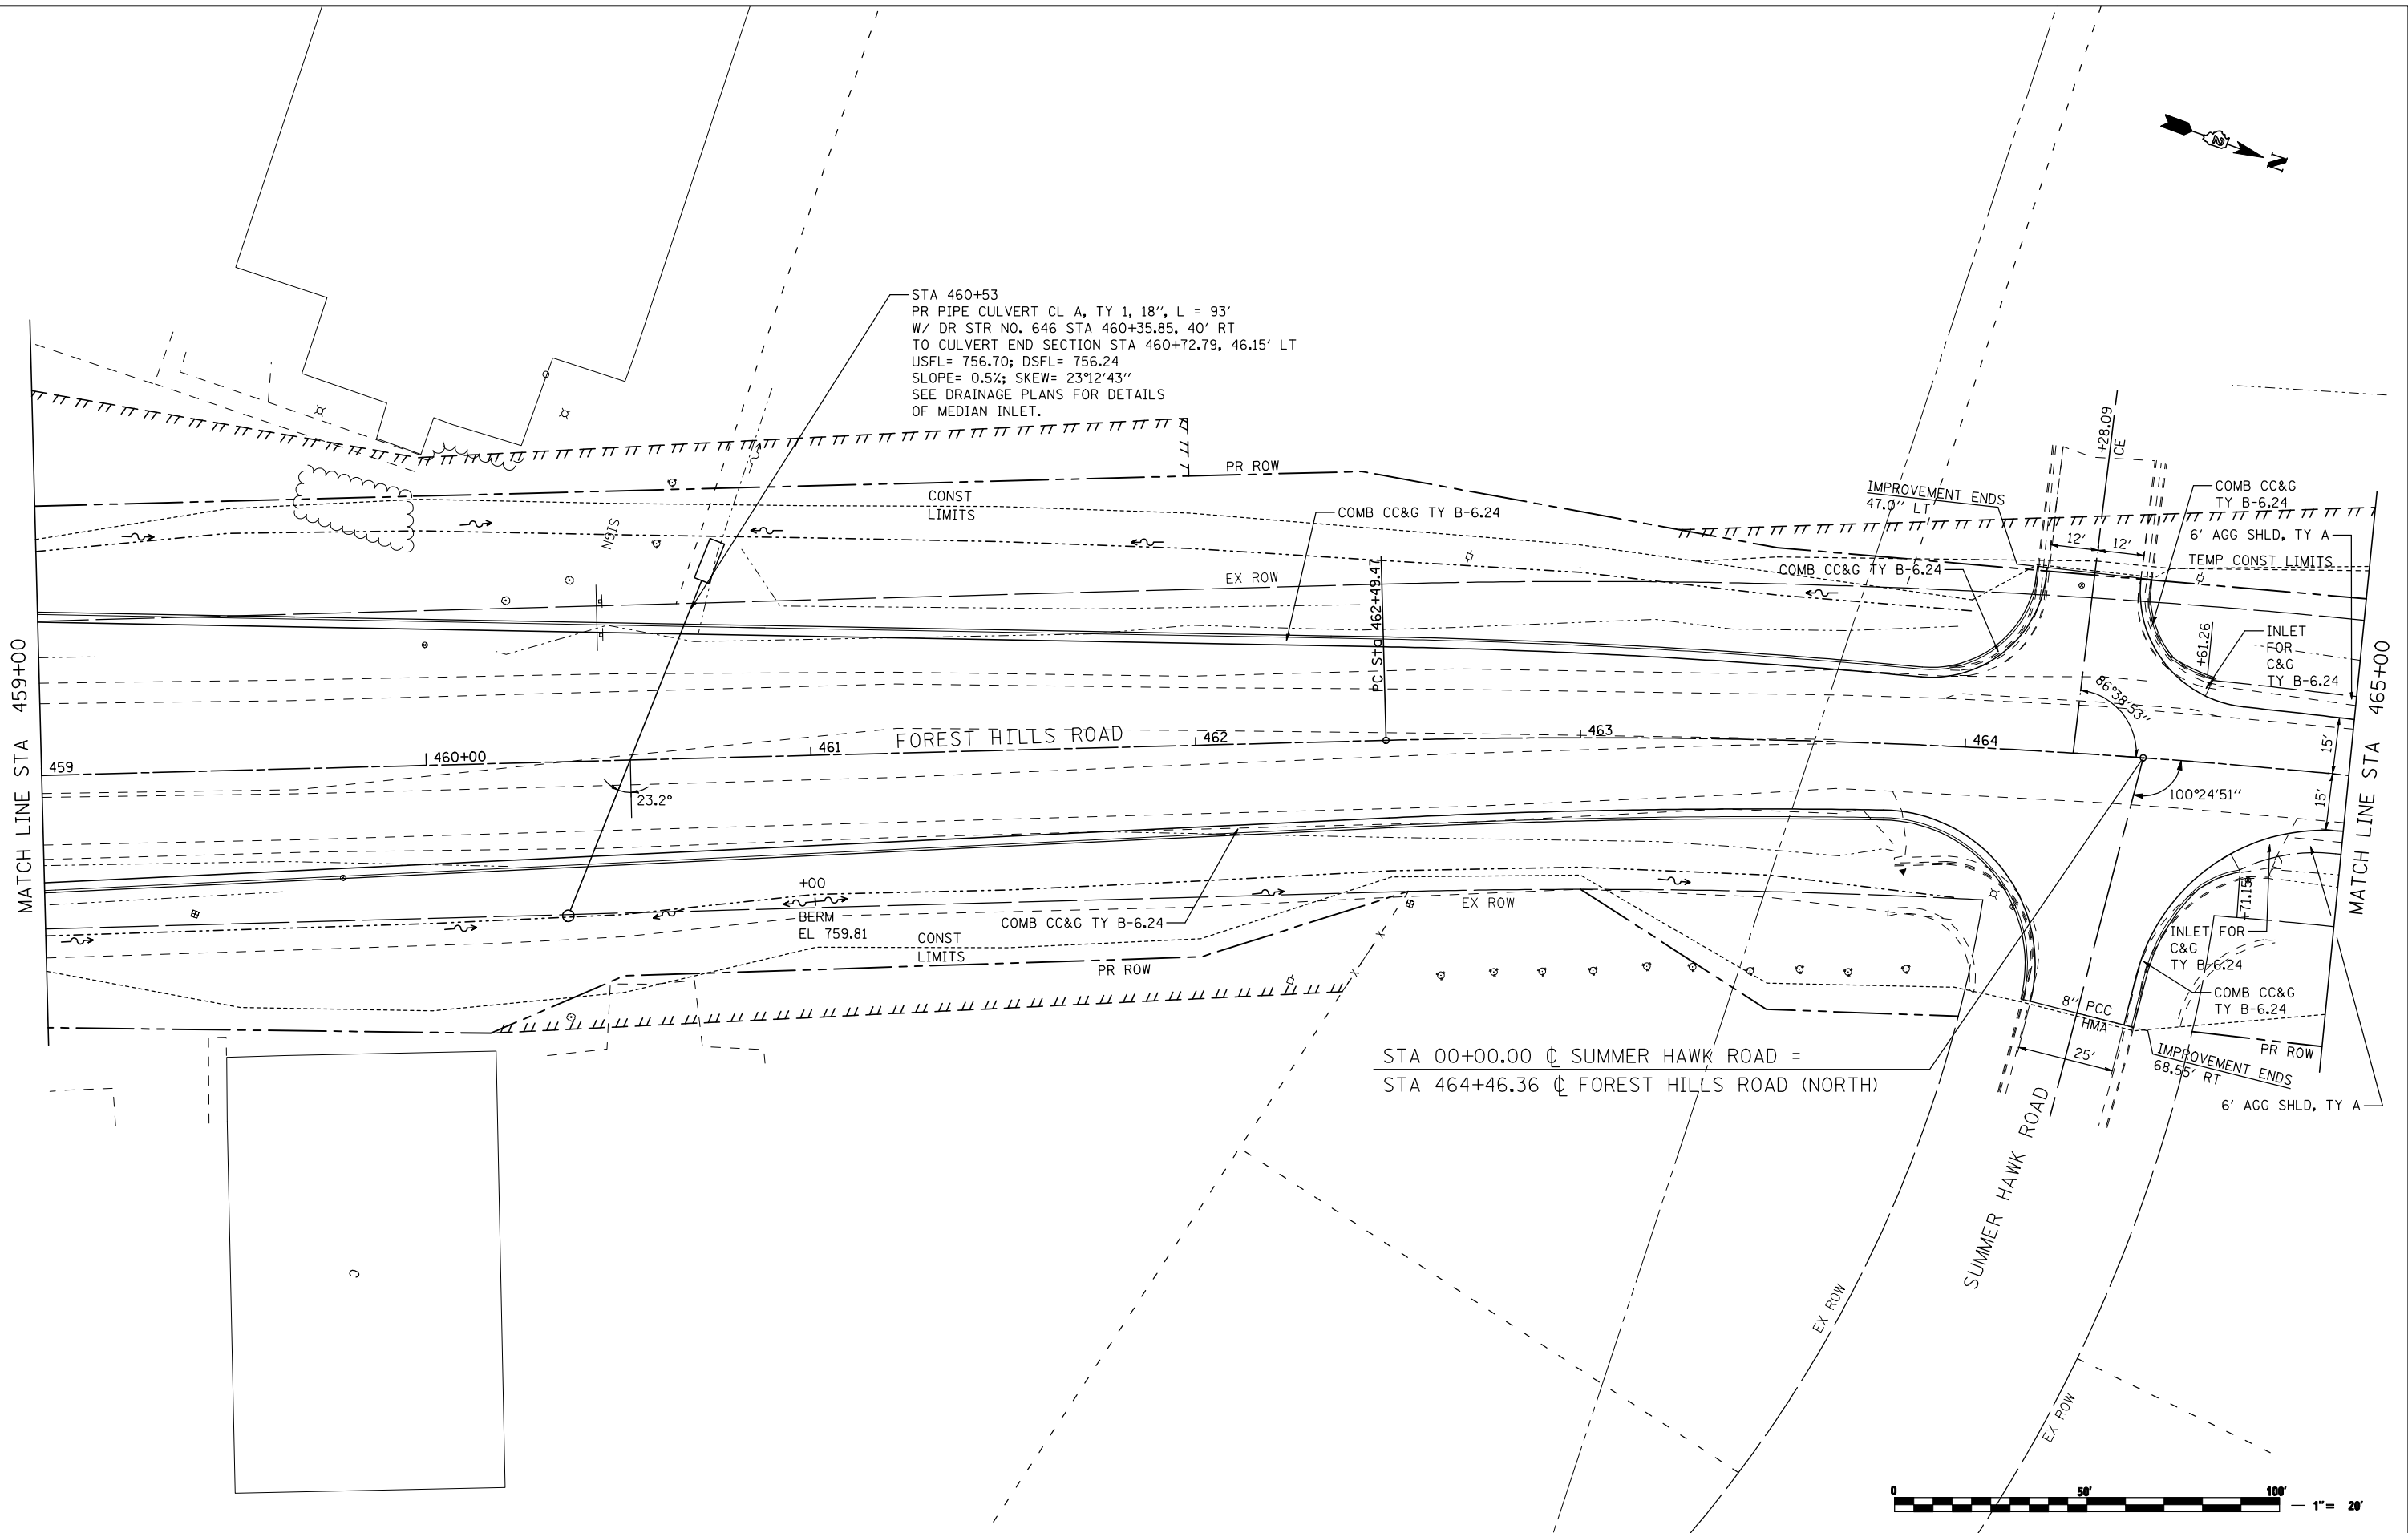 N
STA 460+53
PR PIPE CULVERT CL A, TY 1, 18'', L = 93'
W/ DR STR NO. 646 STA 460+35.85, 40' RT
TO CULVERT END SECTION STA 460+72.79, 46.15' LT
USFL= 756.70; DSFL= 756.24
SLOPE= 0.5%; SKEW= 23°12'43''
SEE DRAINAGE PLANS FOR DETAILS
OF MEDIAN INLET.
+28.09
CE
PR ROW
CONST
LIMITS
COMB CC&G TY B-6.24
IMPROVEMENT ENDS
47.0'' LT
COMB CC&G
TY B-6.24
6' AGG SHLD, TY A
12'
12'
TEMP CONST LIMITS
SIGN
EX ROW
COMB CC&G TY B-6.24
PC Sta 462+49.47
+61.26
INLET
FOR
C&G
TY B-6.24
86°38'53''
MATCH LINE STA 459+00
MATCH LINE STA 465+00
459
460+00
461
FOREST HILLS ROAD
462
463
464
15'
15'
23.2°
100°24'51''
+00
BERM
EL 759.81
COMB CC&G TY B-6.24
EX ROW
CONST
LIMITS
PR ROW
+71.15
INLET FOR
C&G
TY B-6.24
COMB CC&G
TY B-6.24
8'' PCC
HMA
25'
IMPROVEMENT ENDS
68.55' RT
PR ROW
6' AGG SHLD, TY A
STA 00+00.00 ℄ SUMMER HAWK ROAD =
STA 464+46.36 ℄ FOREST HILLS ROAD (NORTH)
SUMMER HAWK ROAD
C
EX ROW
EX ROW
0
50'
100'
1'' = 20'